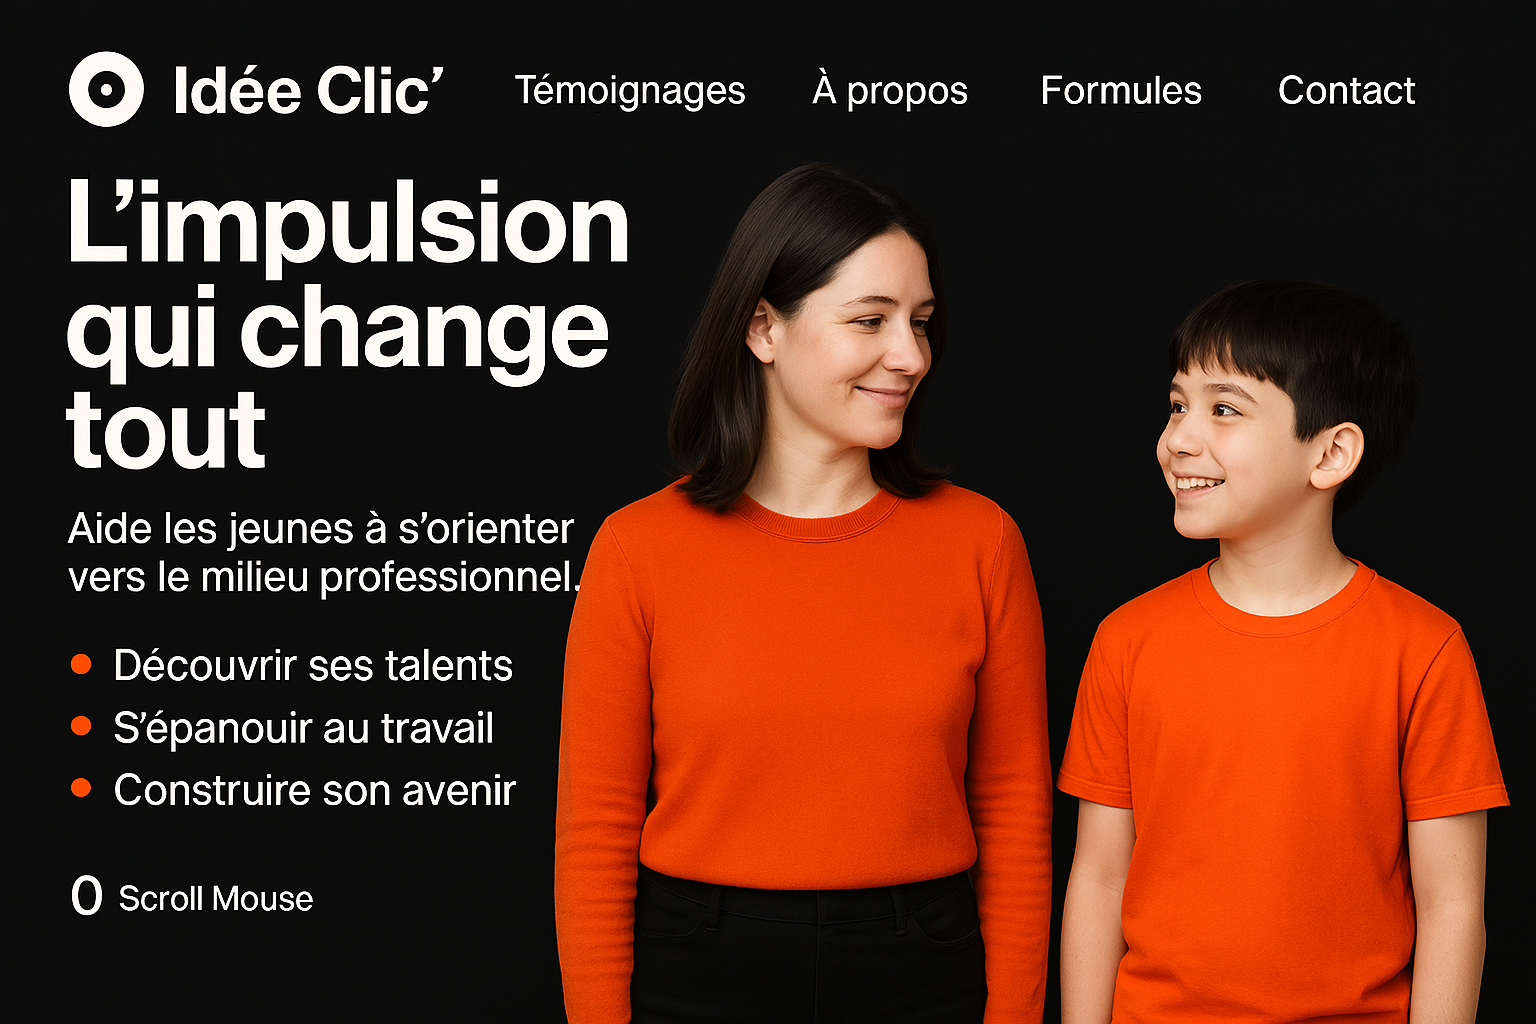 Idée Clic’
Témoignages
À propos
Formules
Contact
L’impulsion
qui change
tout
Aide les jeunes à s’orienter
vers le milieu professionnel.
Découvrir ses talents
S’épanouir au travail
Construire son avenir
0 Scroll Mouse